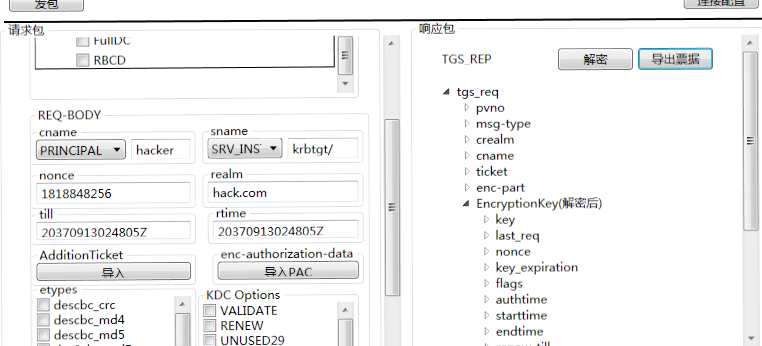 发包
连接配置
请求包
FullDC
RBCD
REQ-BODY
cname
sname
PRINCIPAL
hacker
SRV_INS
krbtgt/
nonce
realm
1818848256
hack.com
till
rtime
20370913024805Z
20370913024805Z
AdditionTicket
enc-authorization-data
导入
导入PAC
etypes
KDC Options
descbc_crc
descbc_md4
descbc_md5
VALIDATE
RENEW
UNUSED29
响应包
TGS_REP
解密
导出票据
tgs_req
pvno
msg-type
crealm
cname
ticket
enc-part
EncryptionKey(解密后)
key
last_req
nonce
key_expiration
flags
authtime
starttime
endtime